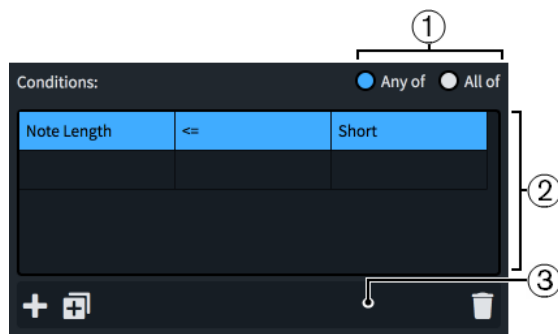 ①
Conditions: Any of All of
Note Length <= Short
②
③